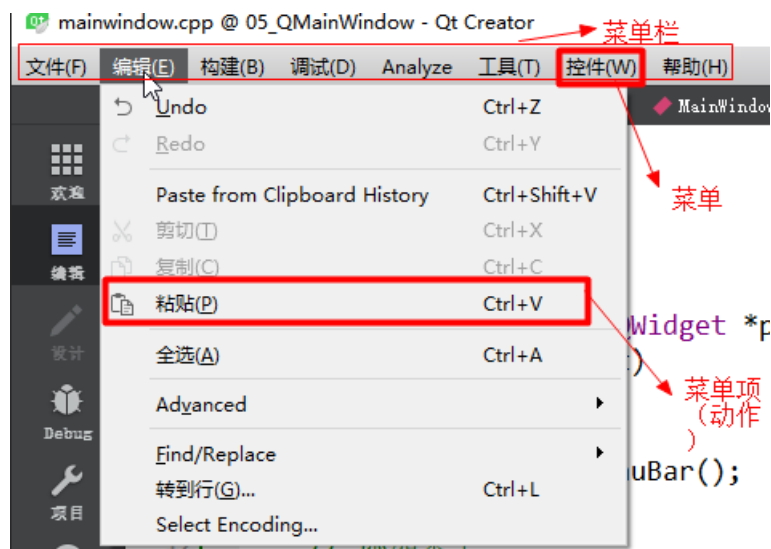 mainwindow.cpp @ 05_QMainWindow - Qt Creator
菜单栏
文件(F) 编辑(E) 构建(B) 调试(D) Analyze 工具(T) 控件(W) 帮助(H)
Undo Ctrl+Z
MainWindow
Redo Ctrl+Y
欢迎
Paste from Clipboard History Ctrl+Shift+V
菜单
剪切(T) Ctrl+X
编辑
复制(C) Ctrl+C
粘贴(P) Ctrl+V
QWidget *p
设计
全选(A) Ctrl+A
)
菜单项
(动作
)
Advanced
Debug
Find/Replace
uBar();
转到行(G)... Ctrl+L
项目
Select Encoding...